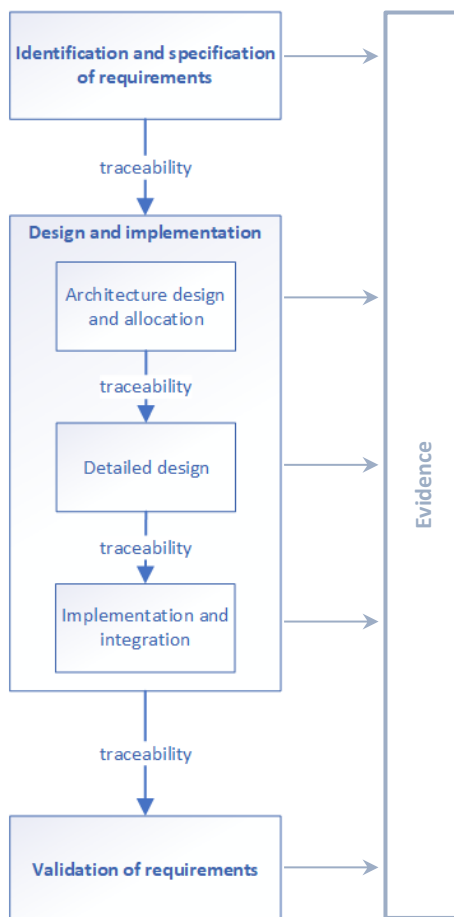 Identification and specification
of requirements
traceability
Design and implementation
Architecture design
and allocation
traceability
Detailed design
traceability
Implementation and
integration
traceability
Validation of requirements
Evidence